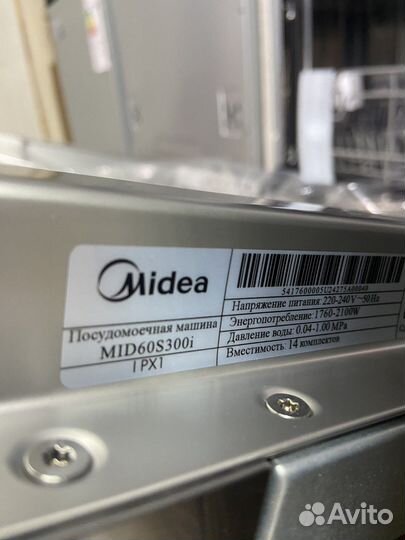 Midea
Посудомоечная машина
MID60S300i
IPX1
5417600005U24275A00040
Напряжение питания: 220-240V ~50Hz
Энергопотребление: 1760-2100W
Давление воды: 0.04-1.00 MPa
Вместимость: 14 комплектов
Avito